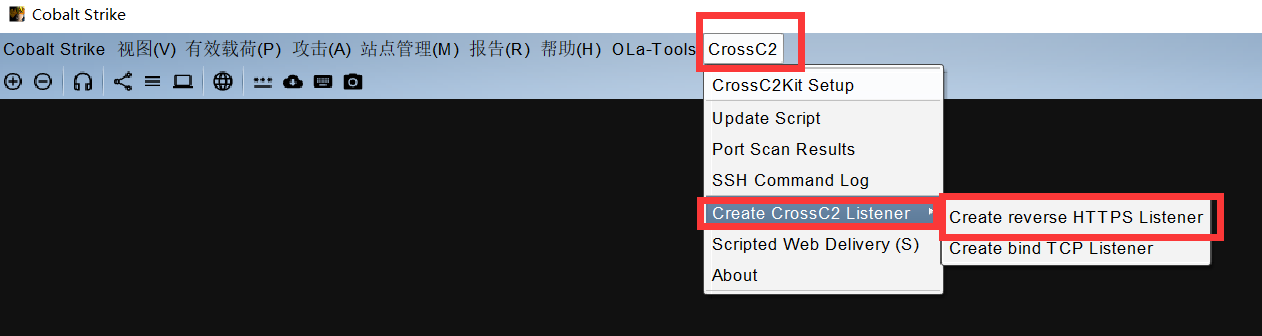 Cobalt Strike
Cobalt Strike 视图(V) 有效载荷(P) 攻击(A) 站点管理(M) 报告(R) 帮助(H) OLa-Tools CrossC2
CrossC2Kit Setup
Update Script
Port Scan Results
SSH Command Log
Create CrossC2 Listener
Create reverse HTTPS Listener
Scripted Web Delivery (S)
Create bind TCP Listener
About